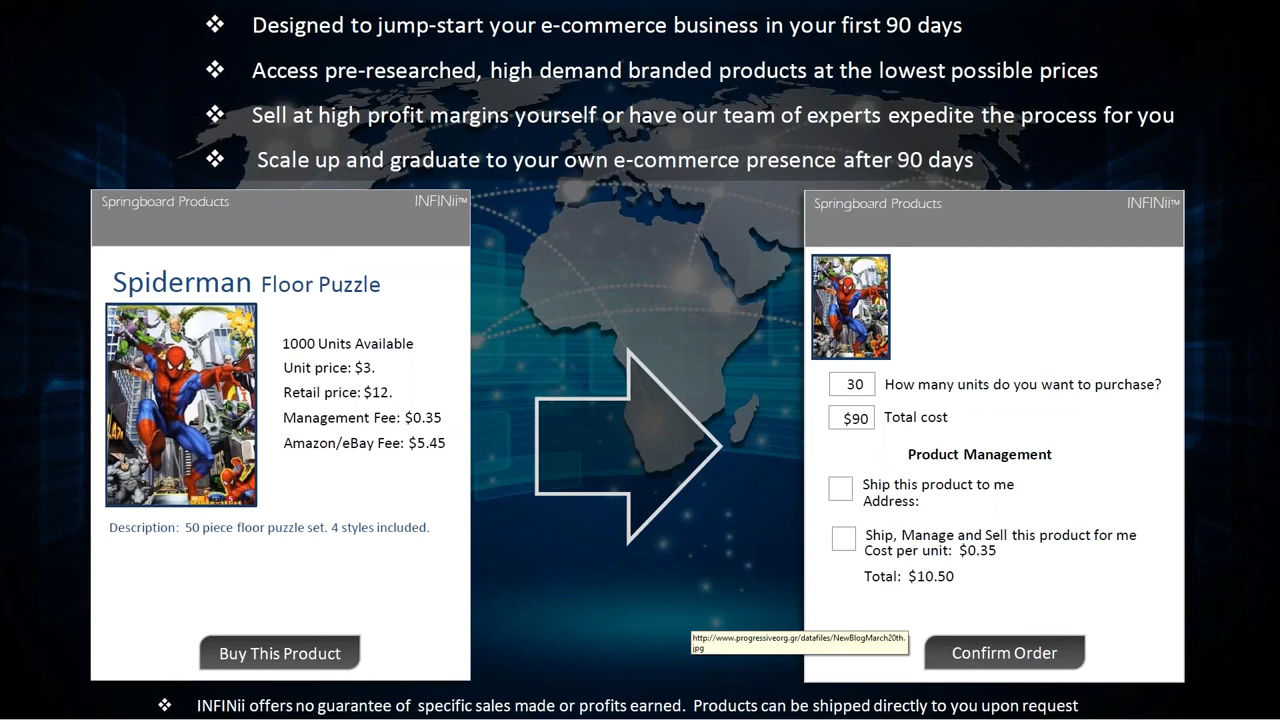 ❖ Designed to jump-start your e-commerce business in your first 90 days
❖ Access pre-researched, high demand branded products at the lowest possible prices
❖ Sell at high profit margins yourself or have our team of experts expedite the process for you
❖ Scale up and graduate to your own e-commerce presence after 90 days
Springboard Products INFINii™
Spiderman Floor Puzzle
1000 Units Available
Unit price: $3.
Retail price: $12.
Management Fee: $0.35
Amazon/eBay Fee: $5.45
Description: 50 piece floor puzzle set. 4 styles included.
Buy This Product
Springboard Products INFINii™
30 How many units do you want to purchase?
$90 Total cost
Product Management
Ship this product to me
Address:
Ship, Manage and Sell this product for me
Cost per unit: $0.35
Total: $10.50
http://www.progressiveorg.gr/datafiles/NewBlogMarch20th.
jpg
Confirm Order
❖ INFINii offers no guarantee of specific sales made or profits earned. Products can be shipped directly to you upon request